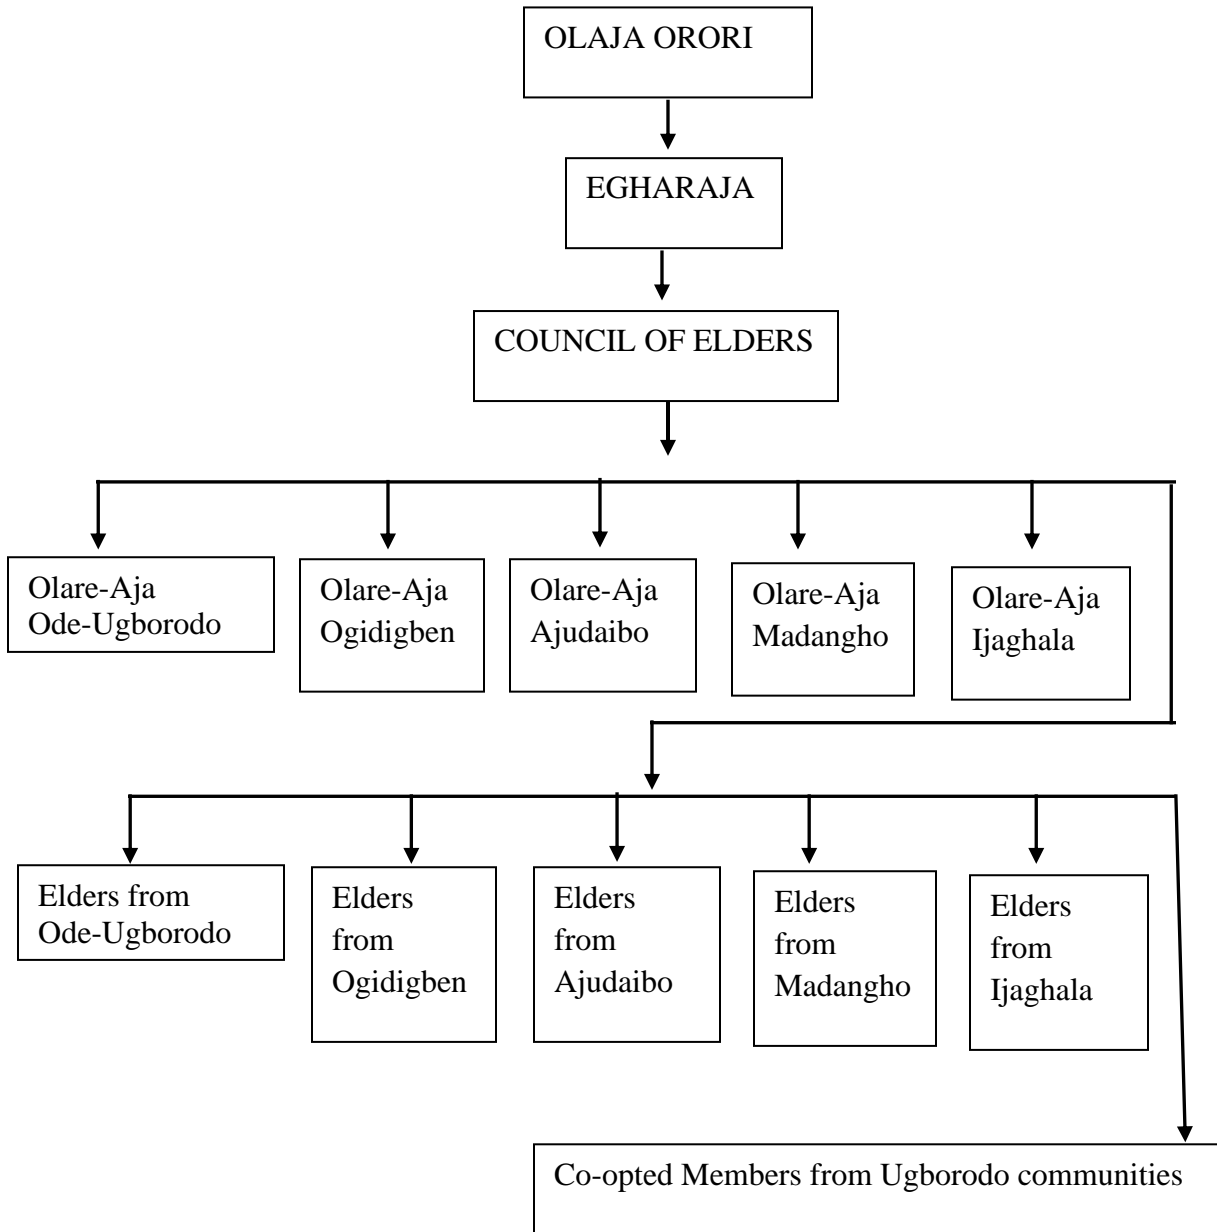 OLAJA ORORI
EGHARAJA
COUNCIL OF ELDERS
Olare-Aja
Ode-Ugborodo
Olare-Aja
Ogidigben
Olare-Aja
Ajudaibo
Olare-Aja
Madangho
Olare-Aja
Ijaghala
Elders from
Ode-Ugborodo
Elders
from
Ogidigben
Elders
from
Ajudaibo
Elders
from
Madangho
Elders
from
Ijaghala
Co-opted Members from Ugborodo communities